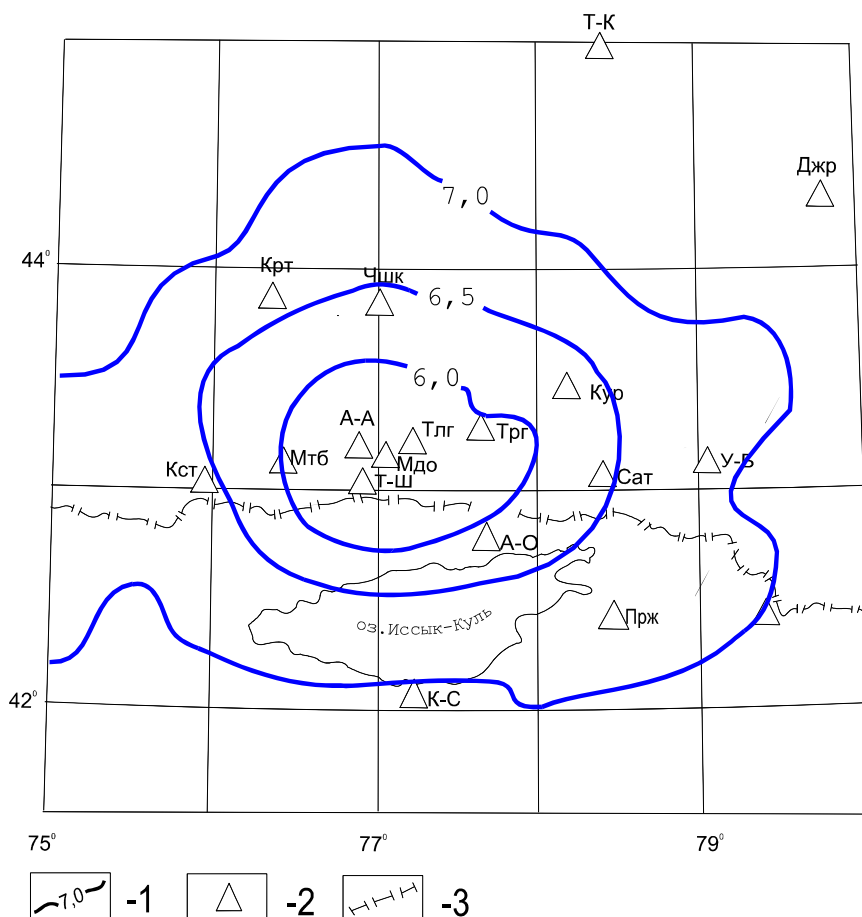 Т-К
Джр
7,0
44°
Крт
Чшк
6,5
6,0
Кур
А-А
Тлг
Трг
Мтб
Мдо
Кст
Т-Ш
Сат
У-Б
А-О
оз.Иссык-Куль
Прж
42°
К-С
75°
77°
79°
7,0 -1
-2
-3